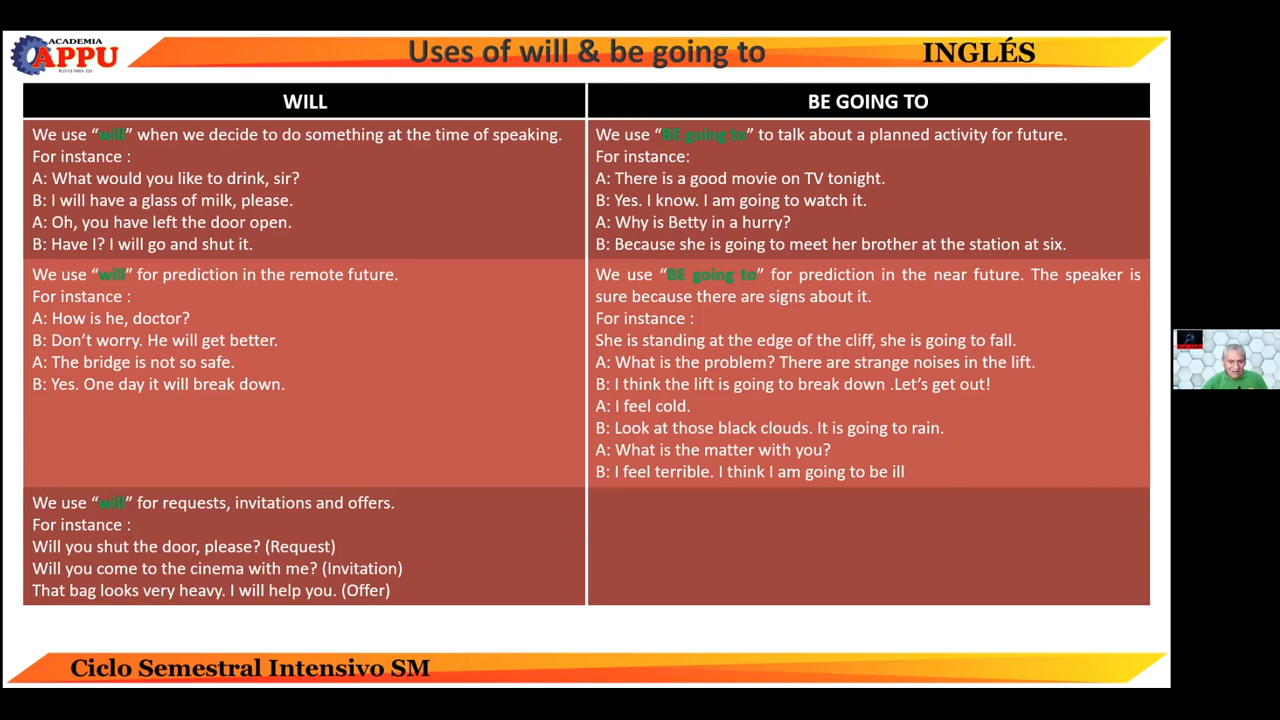 ACADEMIA
APPU
Uses of will & be going to
INGLÉS
WILL
We use “will” when we decide to do something at the time of speaking.
For instance :
A: What would you like to drink, sir?
B: I will have a glass of milk, please.
A: Oh, you have left the door open.
B: Have I? I will go and shut it.
BE GOING TO
We use “BE going to” to talk about a planned activity for future.
For instance:
A: There is a good movie on TV tonight.
B: Yes. I know. I am going to watch it.
A: Why is Betty in a hurry?
B: Because she is going to meet her brother at the station at six.
We use “will” for prediction in the remote future.
For instance :
A: How is he, doctor?
B: Don’t worry. He will get better.
A: The bridge is not so safe.
B: Yes. One day it will break down.
We use “BE going to” for prediction in the near future. The speaker is
sure because there are signs about it.
For instance :
She is standing at the edge of the cliff, she is going to fall.
A: What is the problem? There are strange noises in the lift.
B: I think the lift is going to break down .Let’s get out!
A: I feel cold.
B: Look at those black clouds. It is going to rain.
A: What is the matter with you?
B: I feel terrible. I think I am going to be ill
We use “will” for requests, invitations and offers.
For instance :
Will you shut the door, please? (Request)
Will you come to the cinema with me? (Invitation)
That bag looks very heavy. I will help you. (Offer)
Ciclo Semestral Intensivo SM